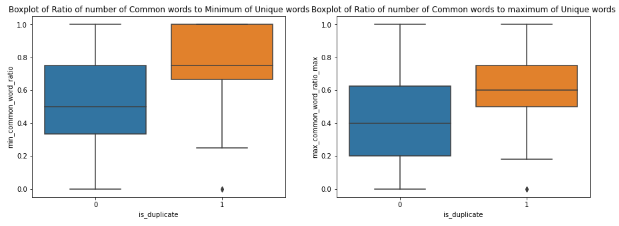 Boxplot of Ratio of number of Common words to Minimum of Unique words
1.0
0.8
0.6
0.4
0.2
0.0
min_common_word_ratio
0
1
is_duplicate
Boxplot of Ratio of number of Common words to maximum of Unique words
1.0
0.8
0.6
0.4
0.2
0.0
max_common_word_ratio_max
0
1
is_duplicate